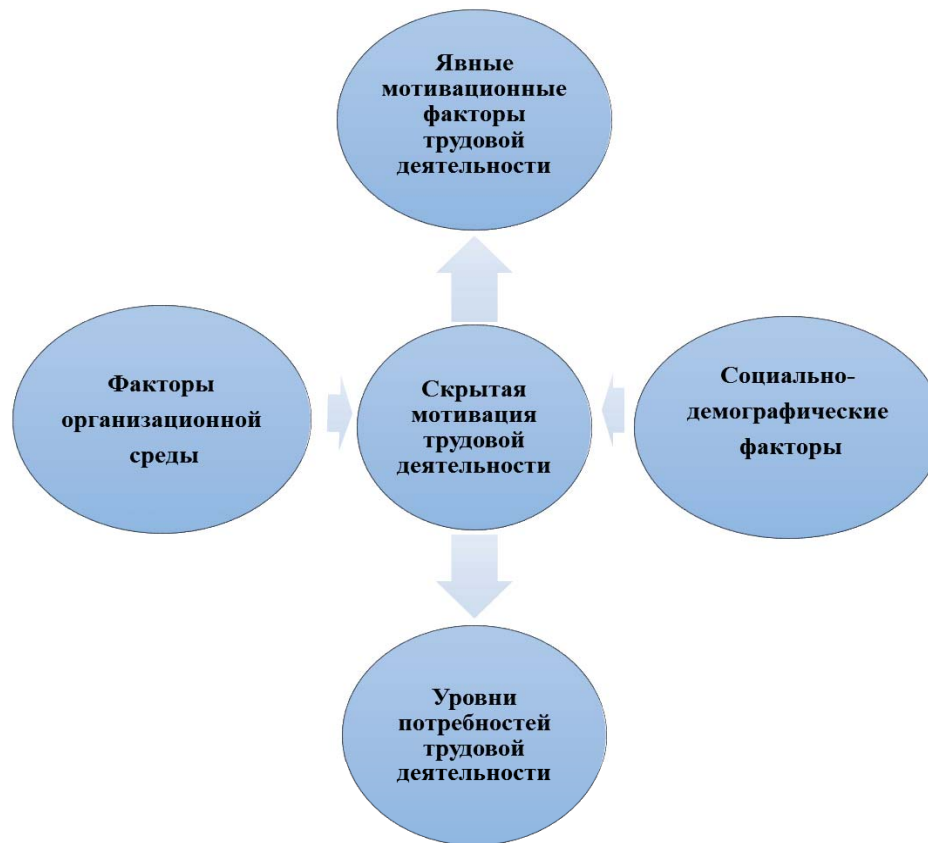 Явные
мотивационные
факторы
трудовой
деятельности
Факторы
организационной
среды
Скрытая
мотивация
трудовой
деятельности
Социально-
демографические
факторы
Уровни
потребностей
трудовой
деятельности